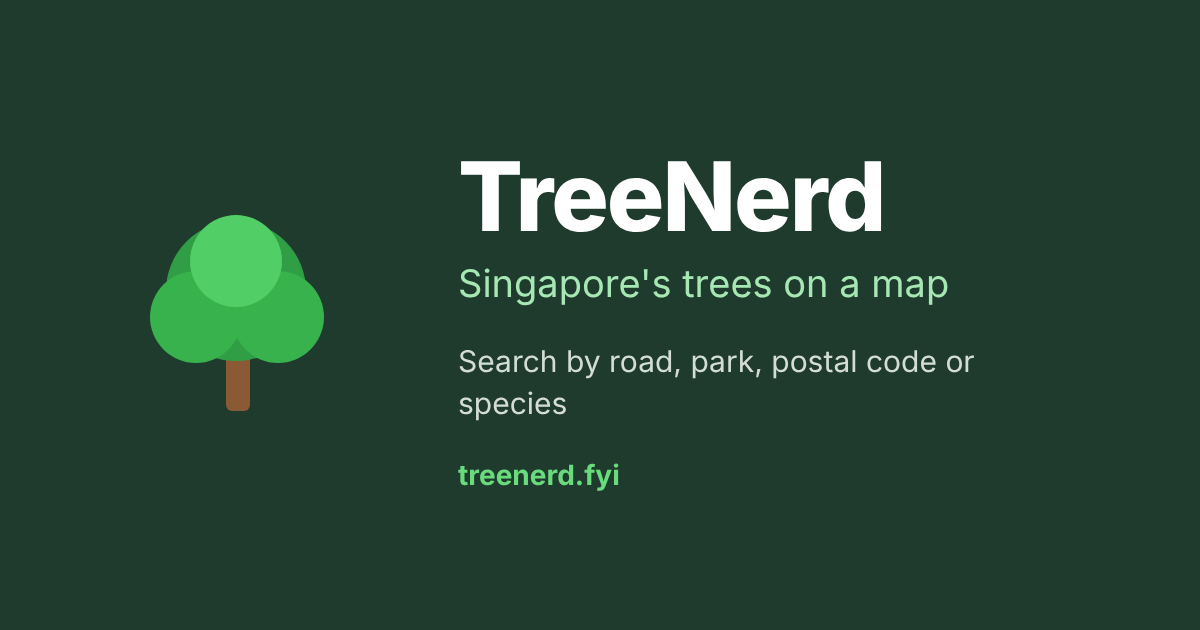 TreeNerd
Singapore's trees on a map
Search by road, park, postal code or
species
treenerd.fyi